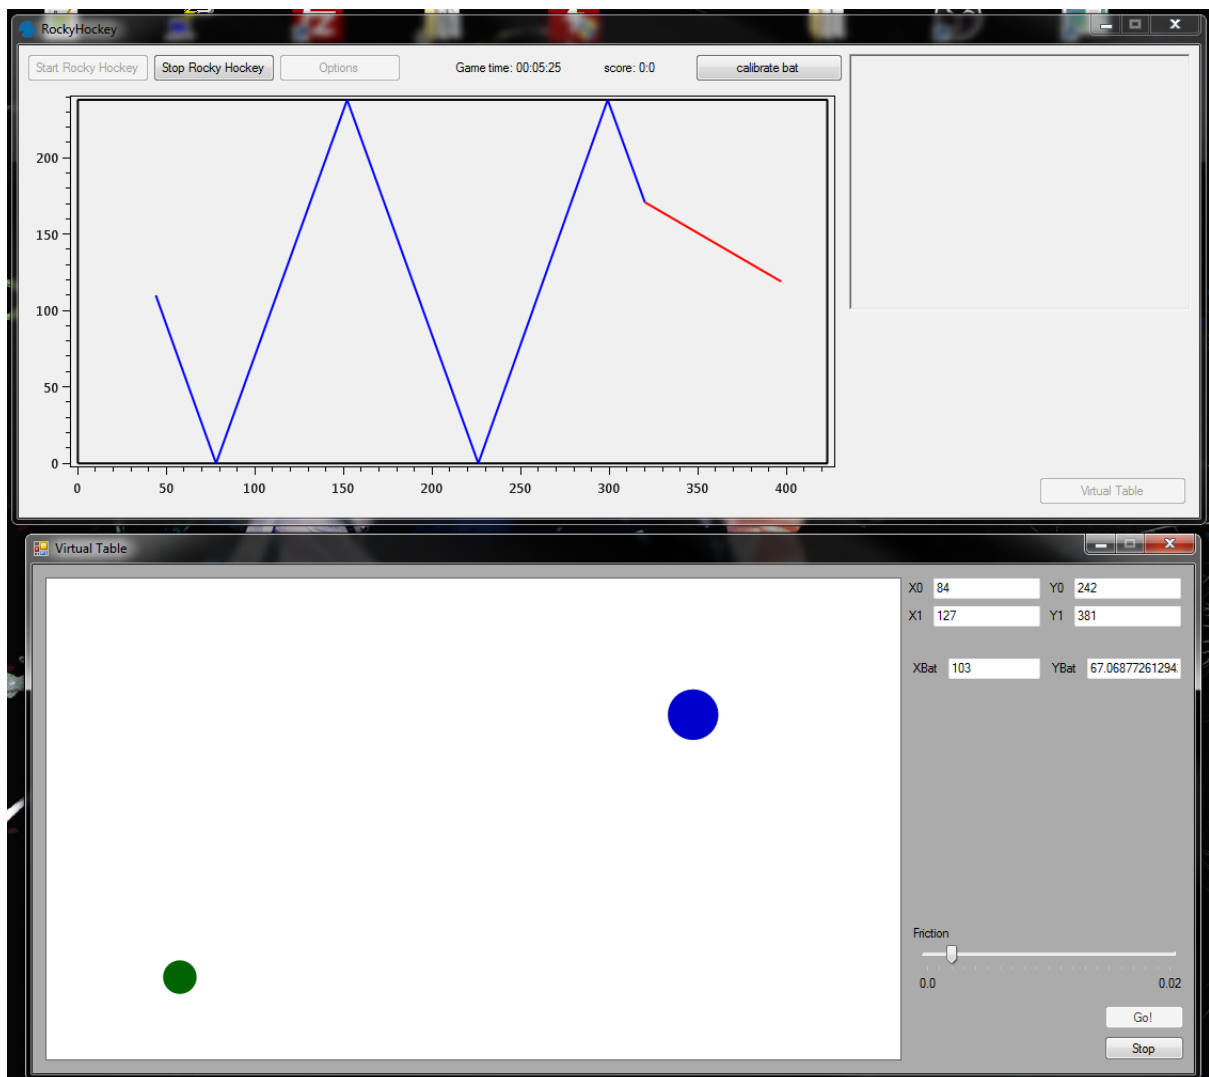 RockyHockey
Start Rocky Hockey Stop Rocky Hockey Options Game time: 00:05:25 score: 0:0 calibrate bat
200
150
100
50
0
0 50 100 150 200 250 300 350 400
Virtual Table
Virtual Table
X0 84 Y0 242
X1 127 Y1 381
XBat 103 YBat 67.06877261294
Friction
0.0 0.02
Go!
Stop